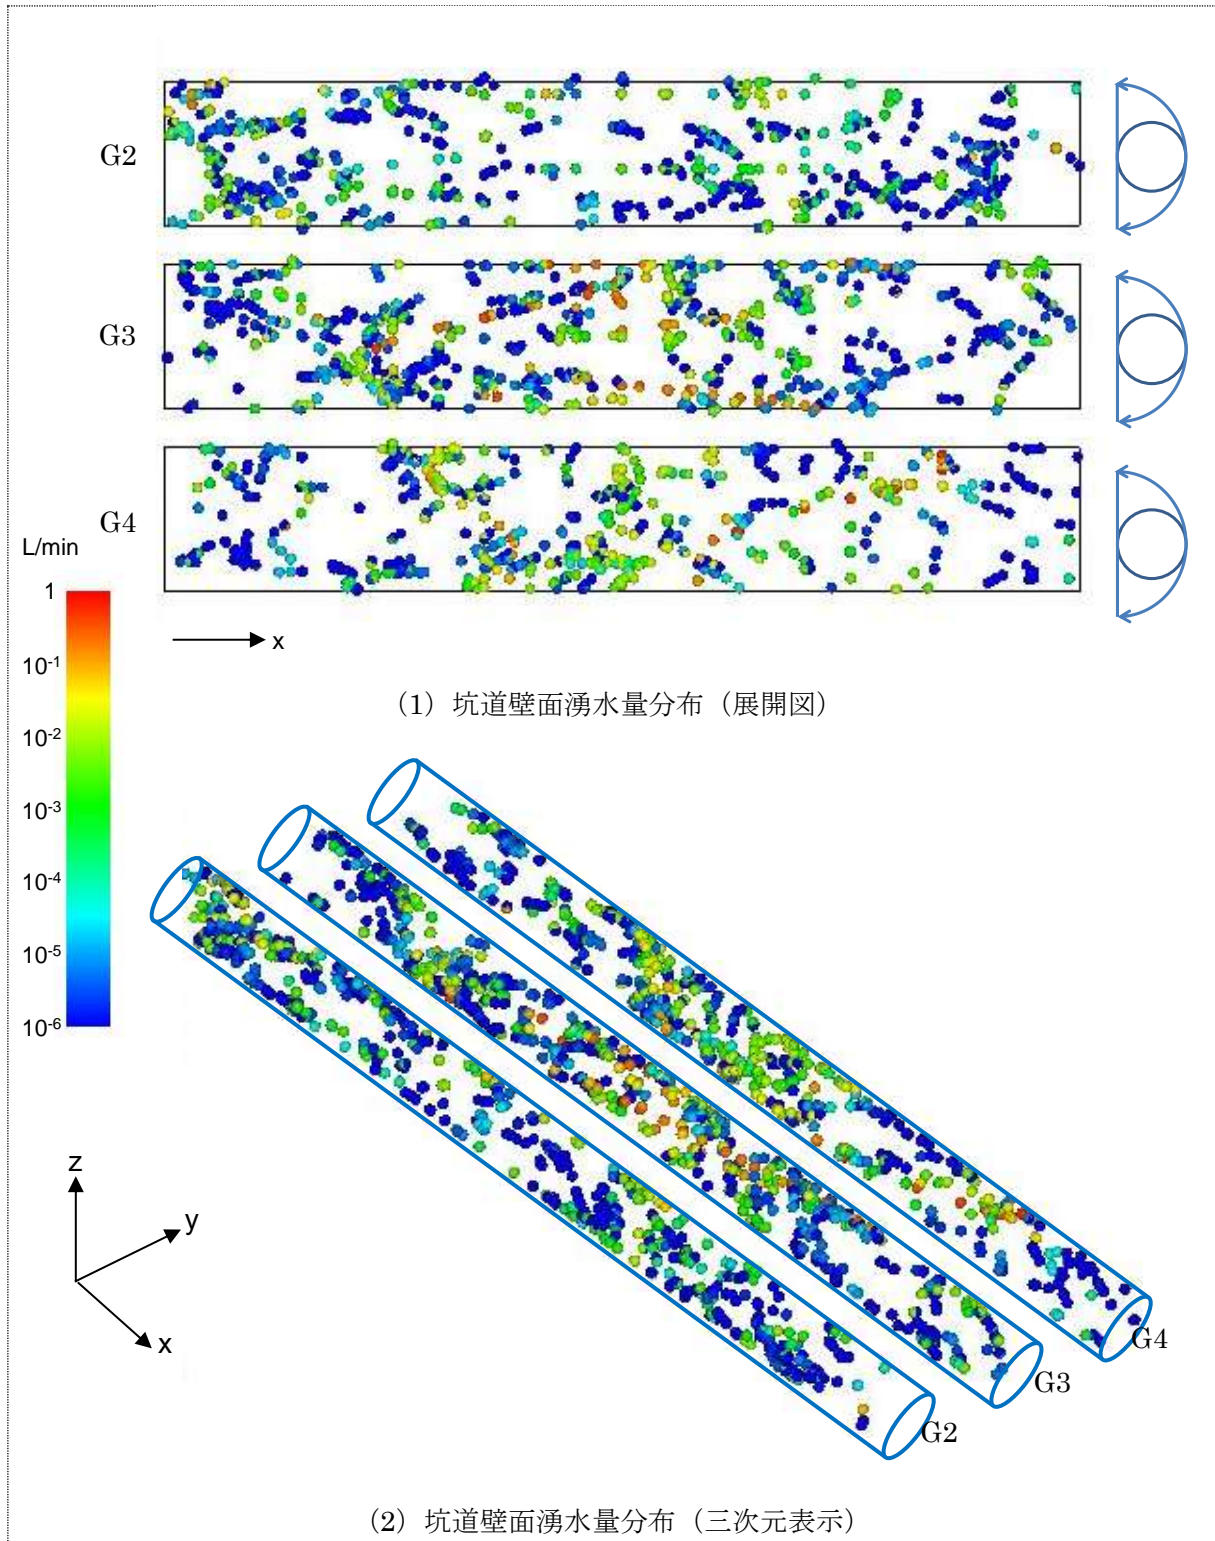 G2
G3
G4
L/min
1
10-1
10-2
10-3
10-4
10-5
10-6
x
(1) 坑道壁面湧水量分布（展開図）
z
y
x
G4
G3
G2
(2) 坑道壁面湧水量分布（三次元表示）